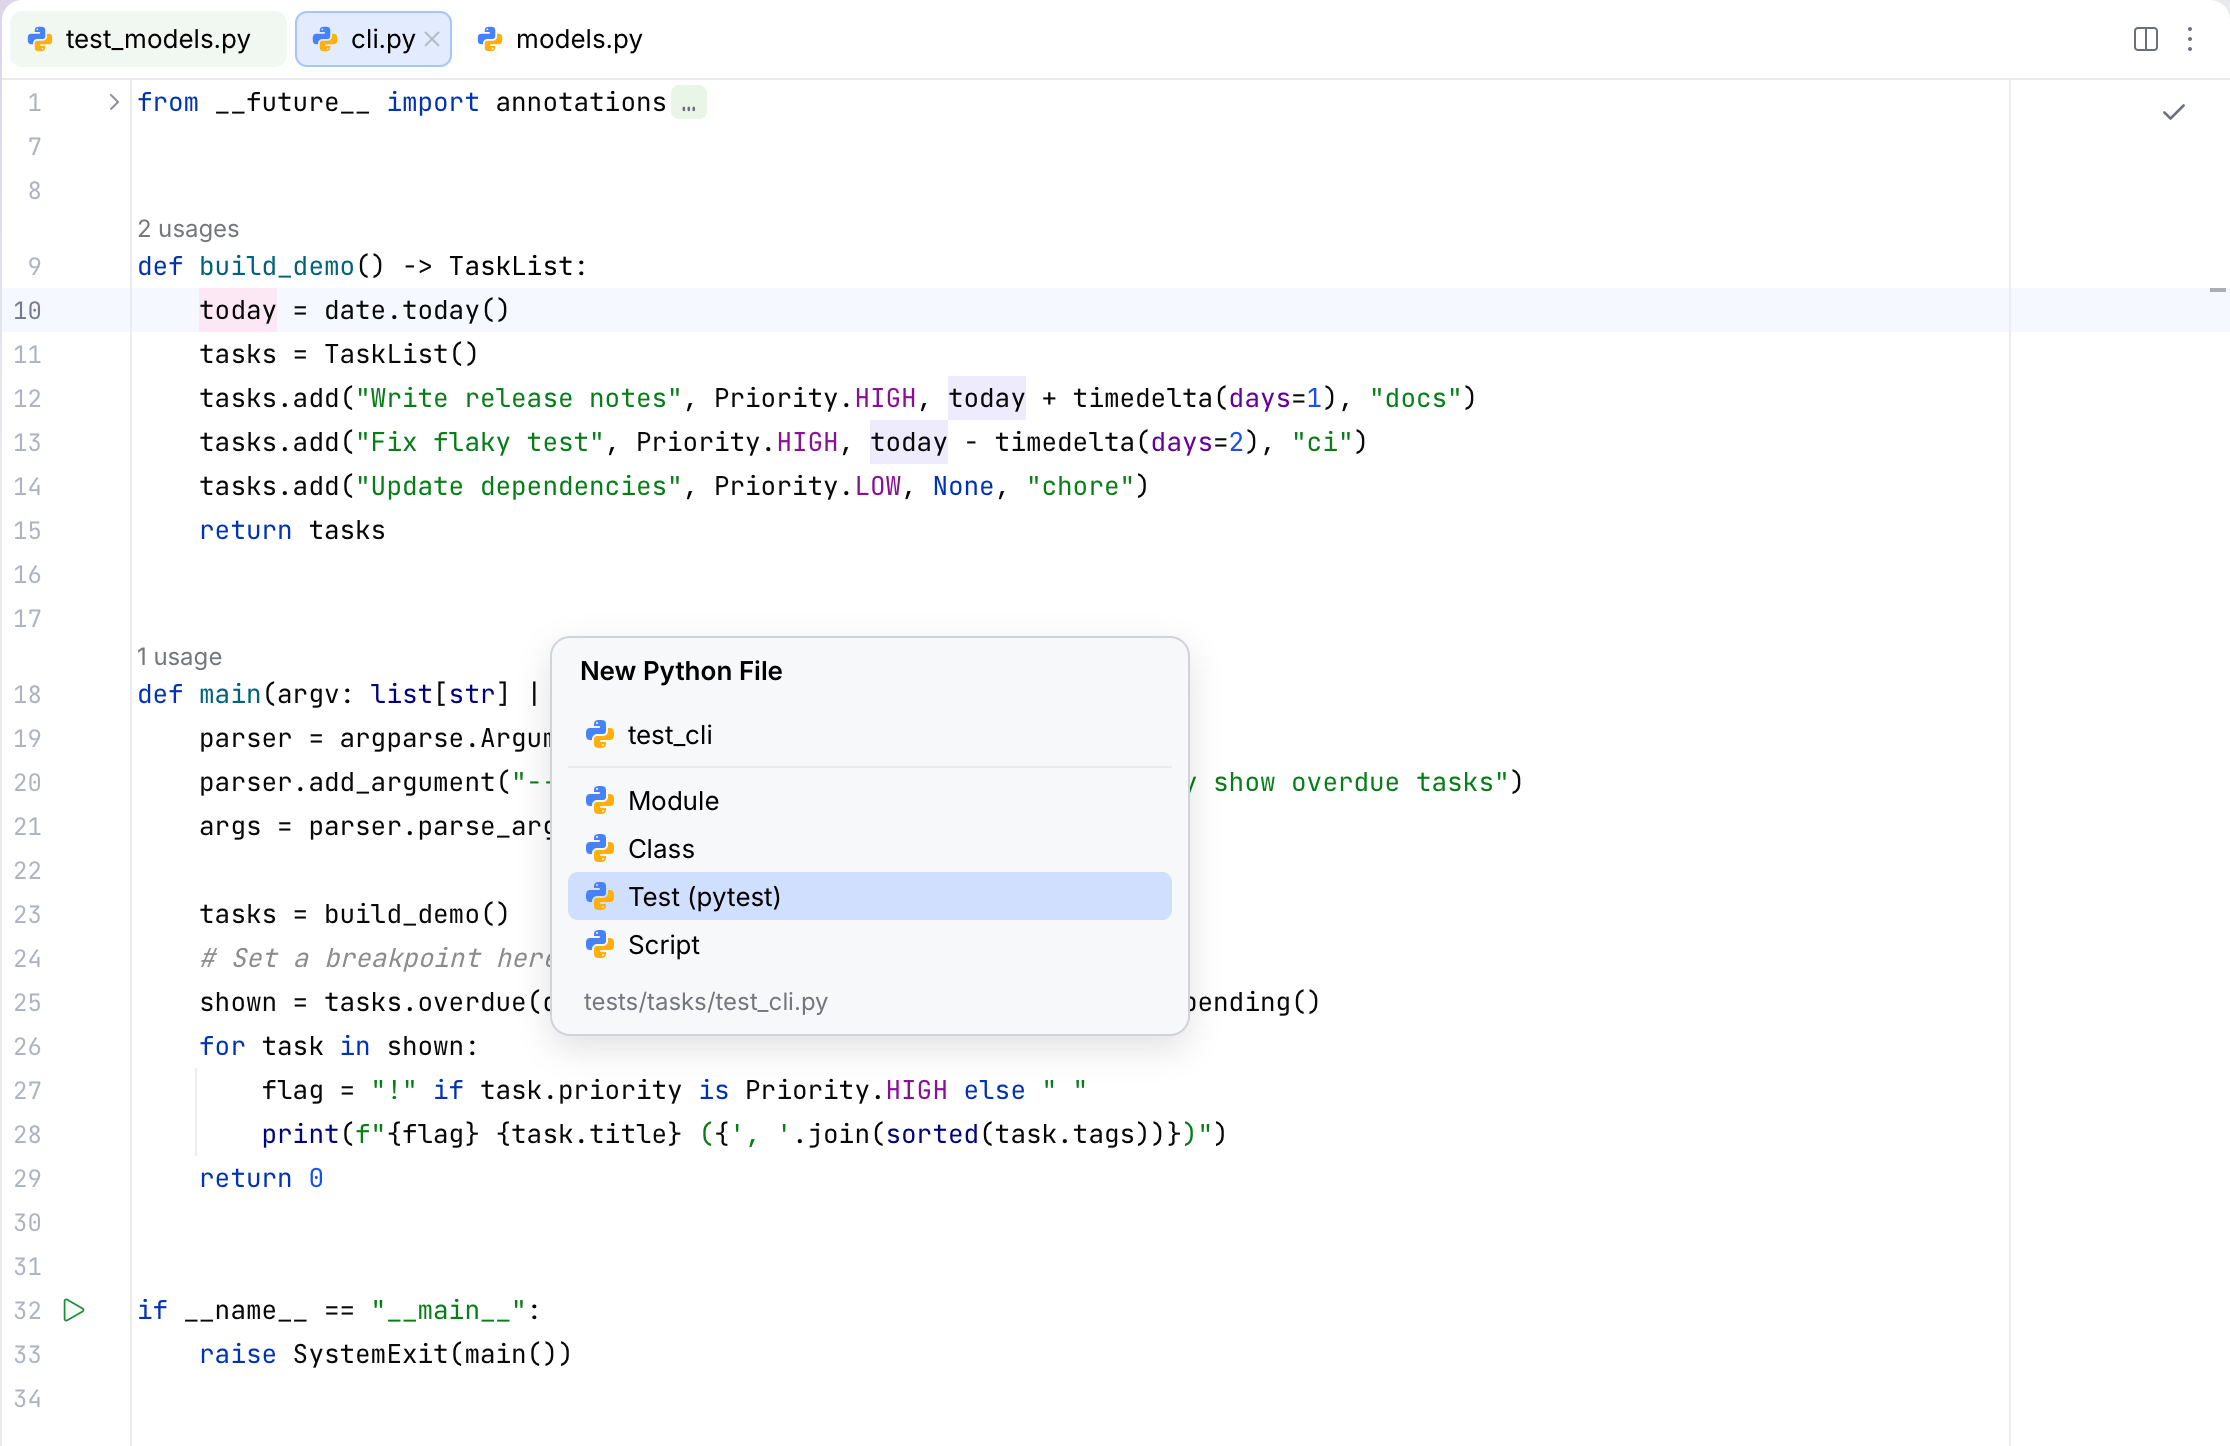 test_models.py
cli.py
models.py
1 from __future__ import annotations...
7
8
2 usages
9 def build_demo() -> TaskList:
10 today = date.today()
11 tasks = TaskList()
12 tasks.add("Write release notes", Priority.HIGH, today + timedelta(days=1), "docs")
13 tasks.add("Fix flaky test", Priority.HIGH, today - timedelta(days=2), "ci")
14 tasks.add("Update dependencies", Priority.LOW, None, "chore")
15 return tasks
16
17
1 usage
18 def main(argv: list[str] |
19 parser = argparse.Argum
20 parser.add_argument("-- show overdue tasks")
21 args = parser.parse_arg
22
23 tasks = build_demo()
24 # Set a breakpoint here
25 shown = tasks.overdue( pending()
26 for task in shown:
27 flag = "!" if task.priority is Priority.HIGH else " "
28 print(f"{flag} {task.title} ({', '.join(sorted(task.tags))})")
29 return 0
30
31
32 if __name__ == "__main__":
33 raise SystemExit(main())
34
New Python File
test_cli
Module
Class
Test (pytest)
Script
tests/tasks/test_cli.py